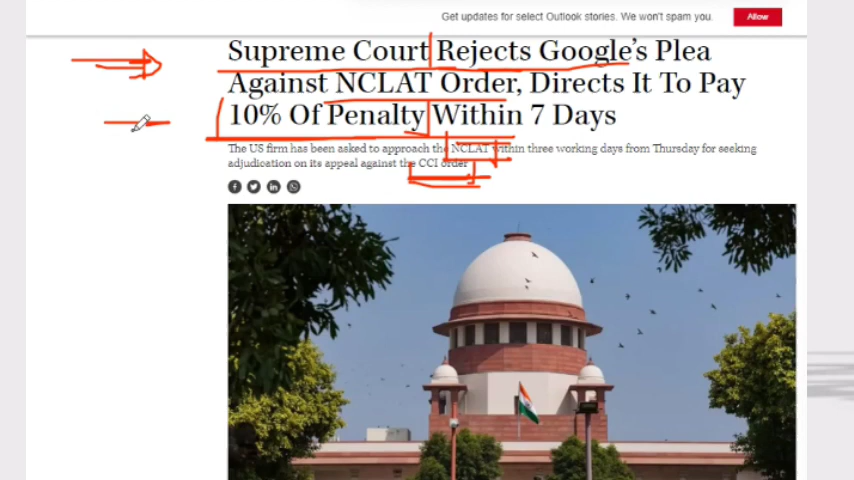 Get updates for select Outlook stories. We won't spam you.
Allow
Supreme Court Rejects Google's Plea
Against NCLAT Order, Directs It To Pay
10% Of Penalty Within 7 Days
The US firm has been asked to approach the NCLAT within three working days from Thursday for seeking
adjudication on its appeal against the CCI order